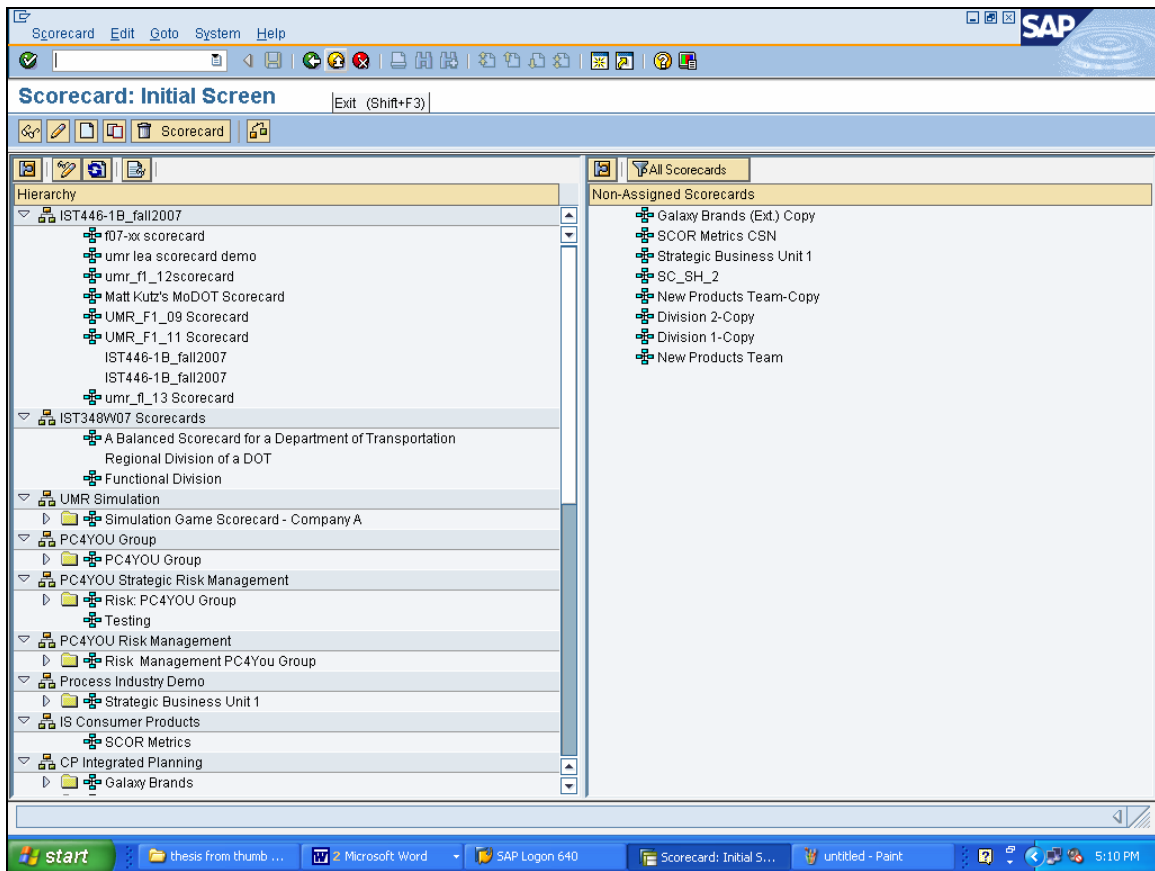 Scorecard Edit Goto System Help
SAP
Scorecard: Initial Screen
Exit (Shift+F3)
Scorecard
All Scorecards
Hierarchy
IST446-1B_fall2007
f07-xx scorecard
umr lea scorecard demo
umr_f1_12scorecard
Matt Kutz's MoDOT Scorecard
UMR_F1_09 Scorecard
UMR_F1_11 Scorecard
IST446-1B_fall2007
IST446-1B_fall2007
umr_fl_13 Scorecard
IST348W07 Scorecards
A Balanced Scorecard for a Department of Transportation
Regional Division of a DOT
Functional Division
UMR Simulation
Simulation Game Scorecard - Company A
PC4YOU Group
PC4YOU Group
PC4YOU Strategic Risk Management
Risk: PC4YOU Group
Testing
PC4YOU Risk Management
Risk Management PC4You Group
Process Industry Demo
Strategic Business Unit 1
IS Consumer Products
SCOR Metrics
CP Integrated Planning
Galaxy Brands
Non-Assigned Scorecards
Galaxy Brands (Ext.) Copy
SCOR Metrics CSN
Strategic Business Unit 1
SC_SH_2
New Products Team-Copy
Division 2-Copy
Division 1-Copy
New Products Team
start
thesis from thumb ...
2 Microsoft Word
SAP Logon 640
Scorecard: Initial S...
untitled - Paint
5:10 PM